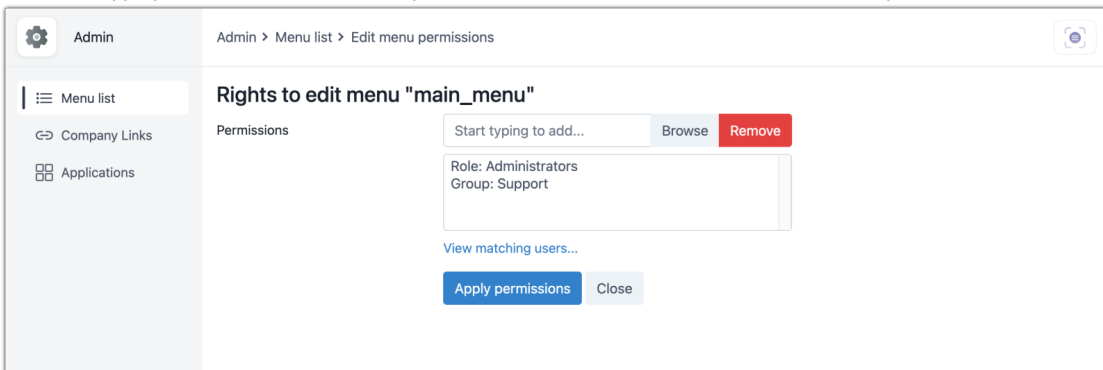 Admin
Admin > Menu list > Edit menu permissions
Menu list
Company Links
Applications
Rights to edit menu "main_menu"
Permissions
Start typing to add...
Browse
Remove
Role: Administrators
Group: Support
View matching users...
Apply permissions
Close